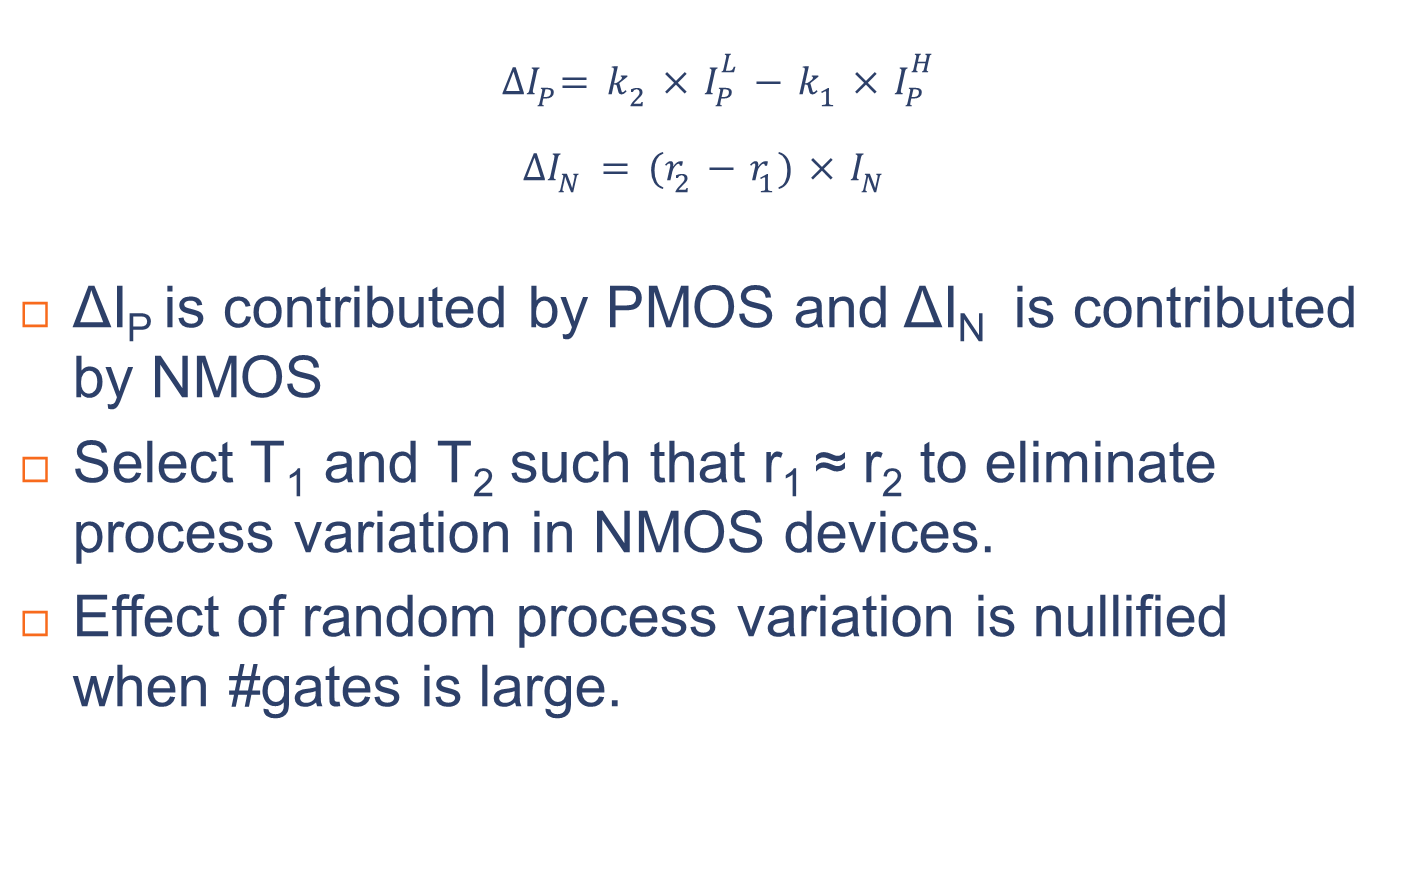 ΔI_P = k_2 × I_P^L − k_1 × I_P^H
ΔI_N = (r_2 − r_1) × I_N
ΔI_P is contributed by PMOS and ΔI_N is contributed
by NMOS
Select T_1 and T_2 such that r_1 ≈ r_2 to eliminate
process variation in NMOS devices.
Effect of random process variation is nullified
when #gates is large.